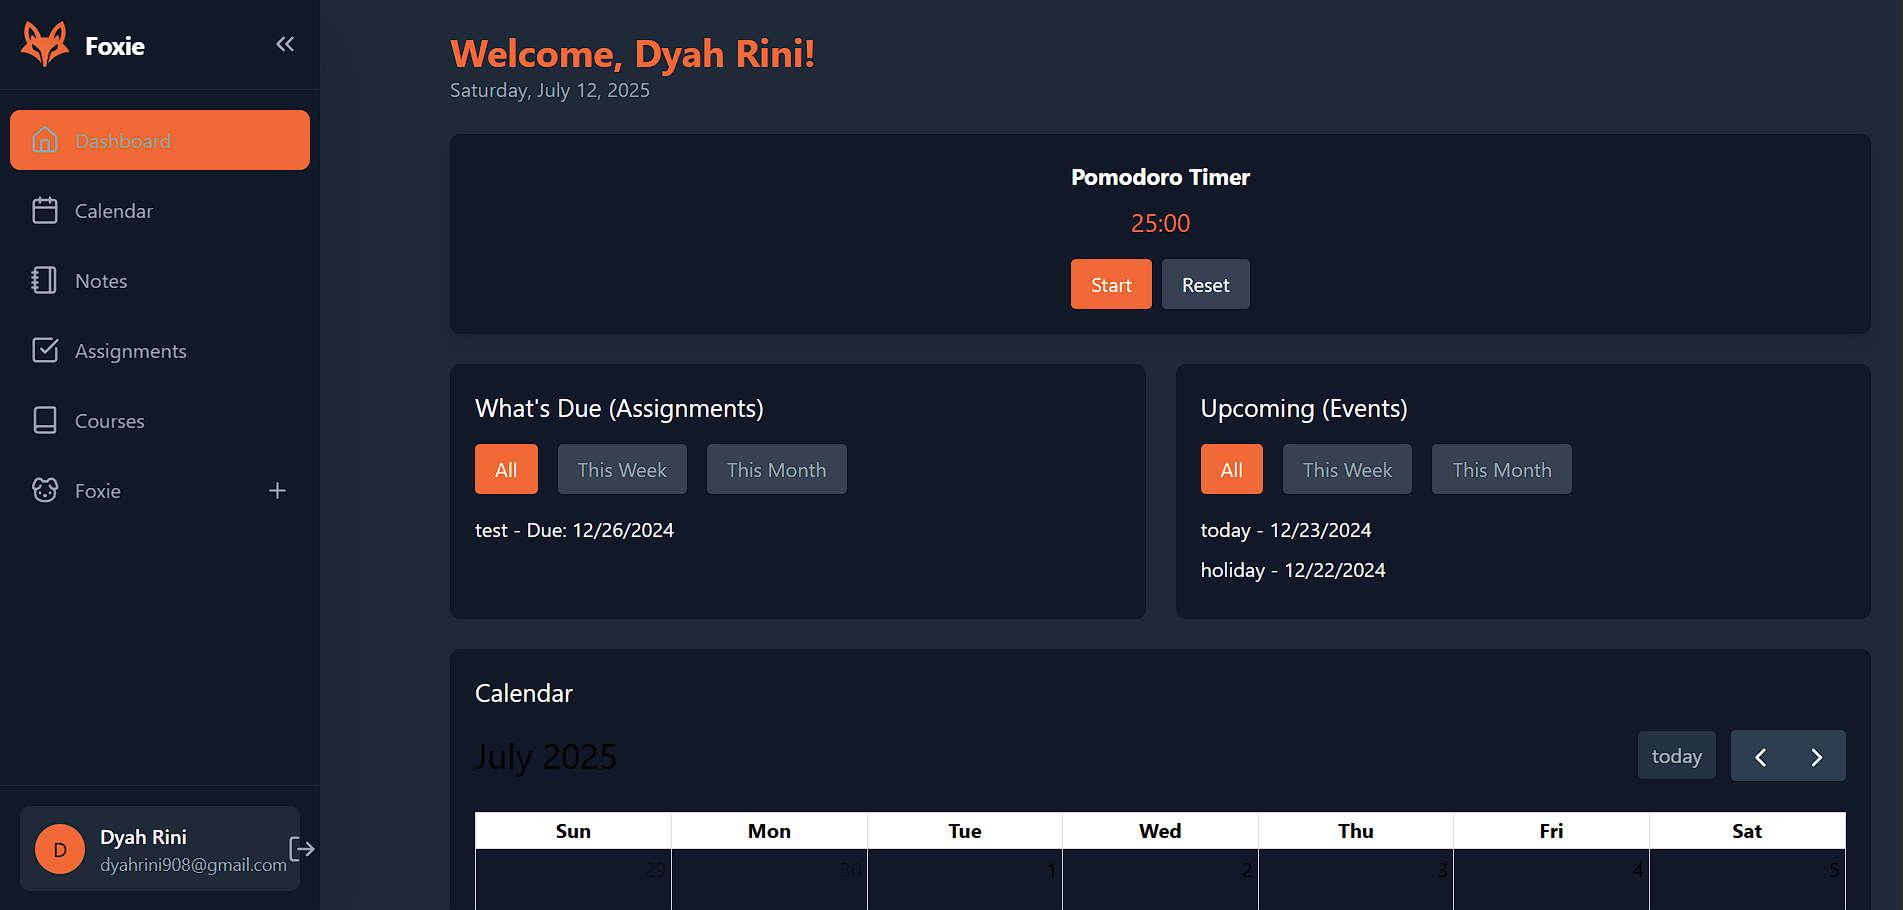 Foxie
Dashboard
Calendar
Notes
Assignments
Courses
Foxie
D
Dyah Rini
dyahrini908@gmail.com
Welcome, Dyah Rini!
Saturday, July 12, 2025
Pomodoro Timer
25:00
Start Reset
What's Due (Assignments)
All This Week This Month
test - Due: 12/26/2024
Upcoming (Events)
All This Week This Month
today - 12/23/2024
holiday - 12/22/2024
Calendar
July 2025
today
Sun Mon Tue Wed Thu Fri Sat
29 30 1 2 3 4 5